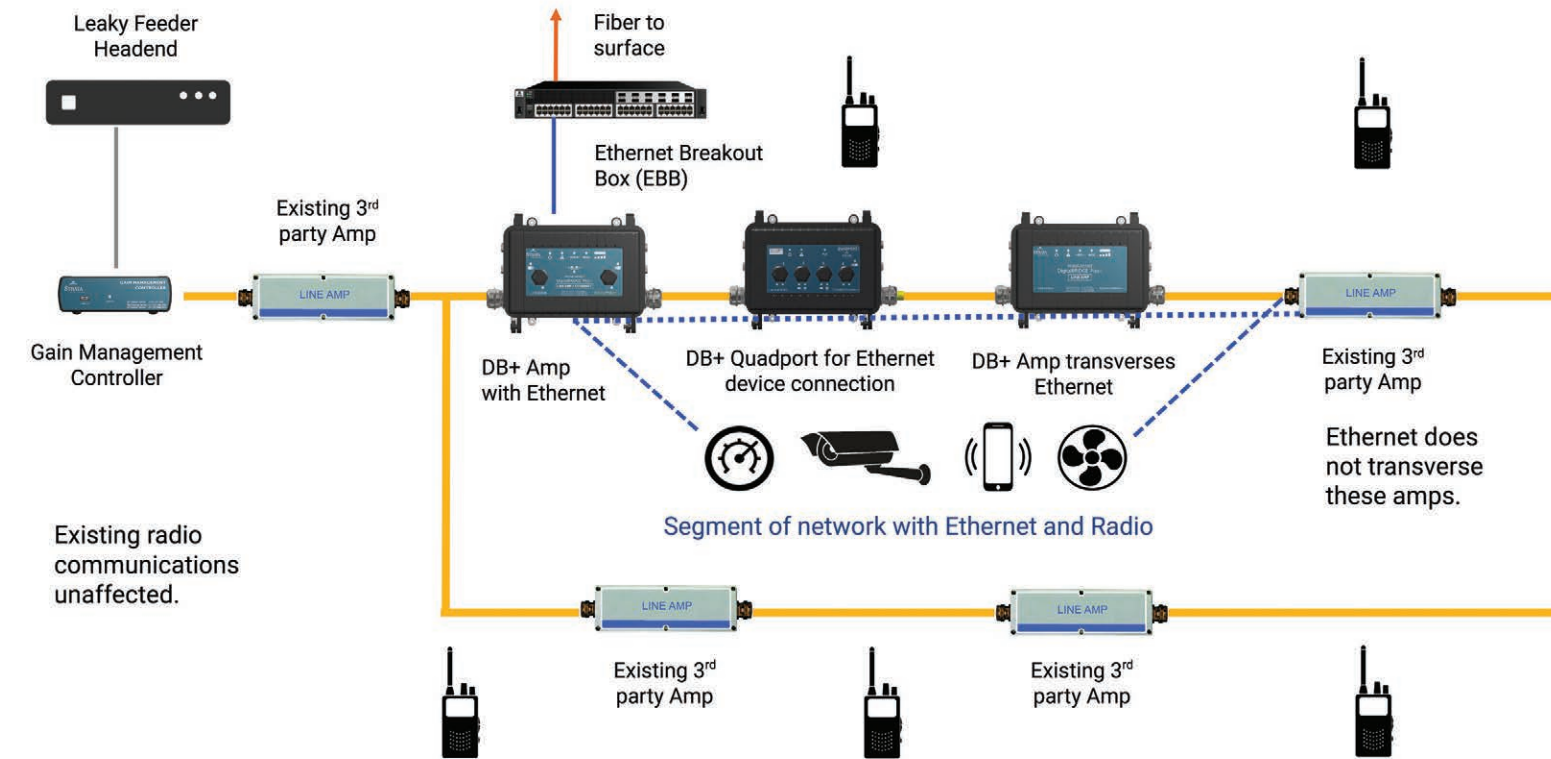 Leaky Feeder
Headend
Fiber to
surface
Ethernet Breakout
Box (EBB)
Existing 3rd
party Amp
GAIN MANAGEMENT
CONTROLLER
LINE AMP
LINE AMP
Gain Management
Controller
DB+ Amp
with Ethernet
DB+ Quadport for Ethernet
device connection
DB+ Amp transverses
Ethernet
Existing 3rd
party Amp
Ethernet does
not transverse
these amps.
Segment of network with Ethernet and Radio
Existing radio
communications
unaffected.
LINE AMP
LINE AMP
Existing 3rd
party Amp
Existing 3rd
party Amp